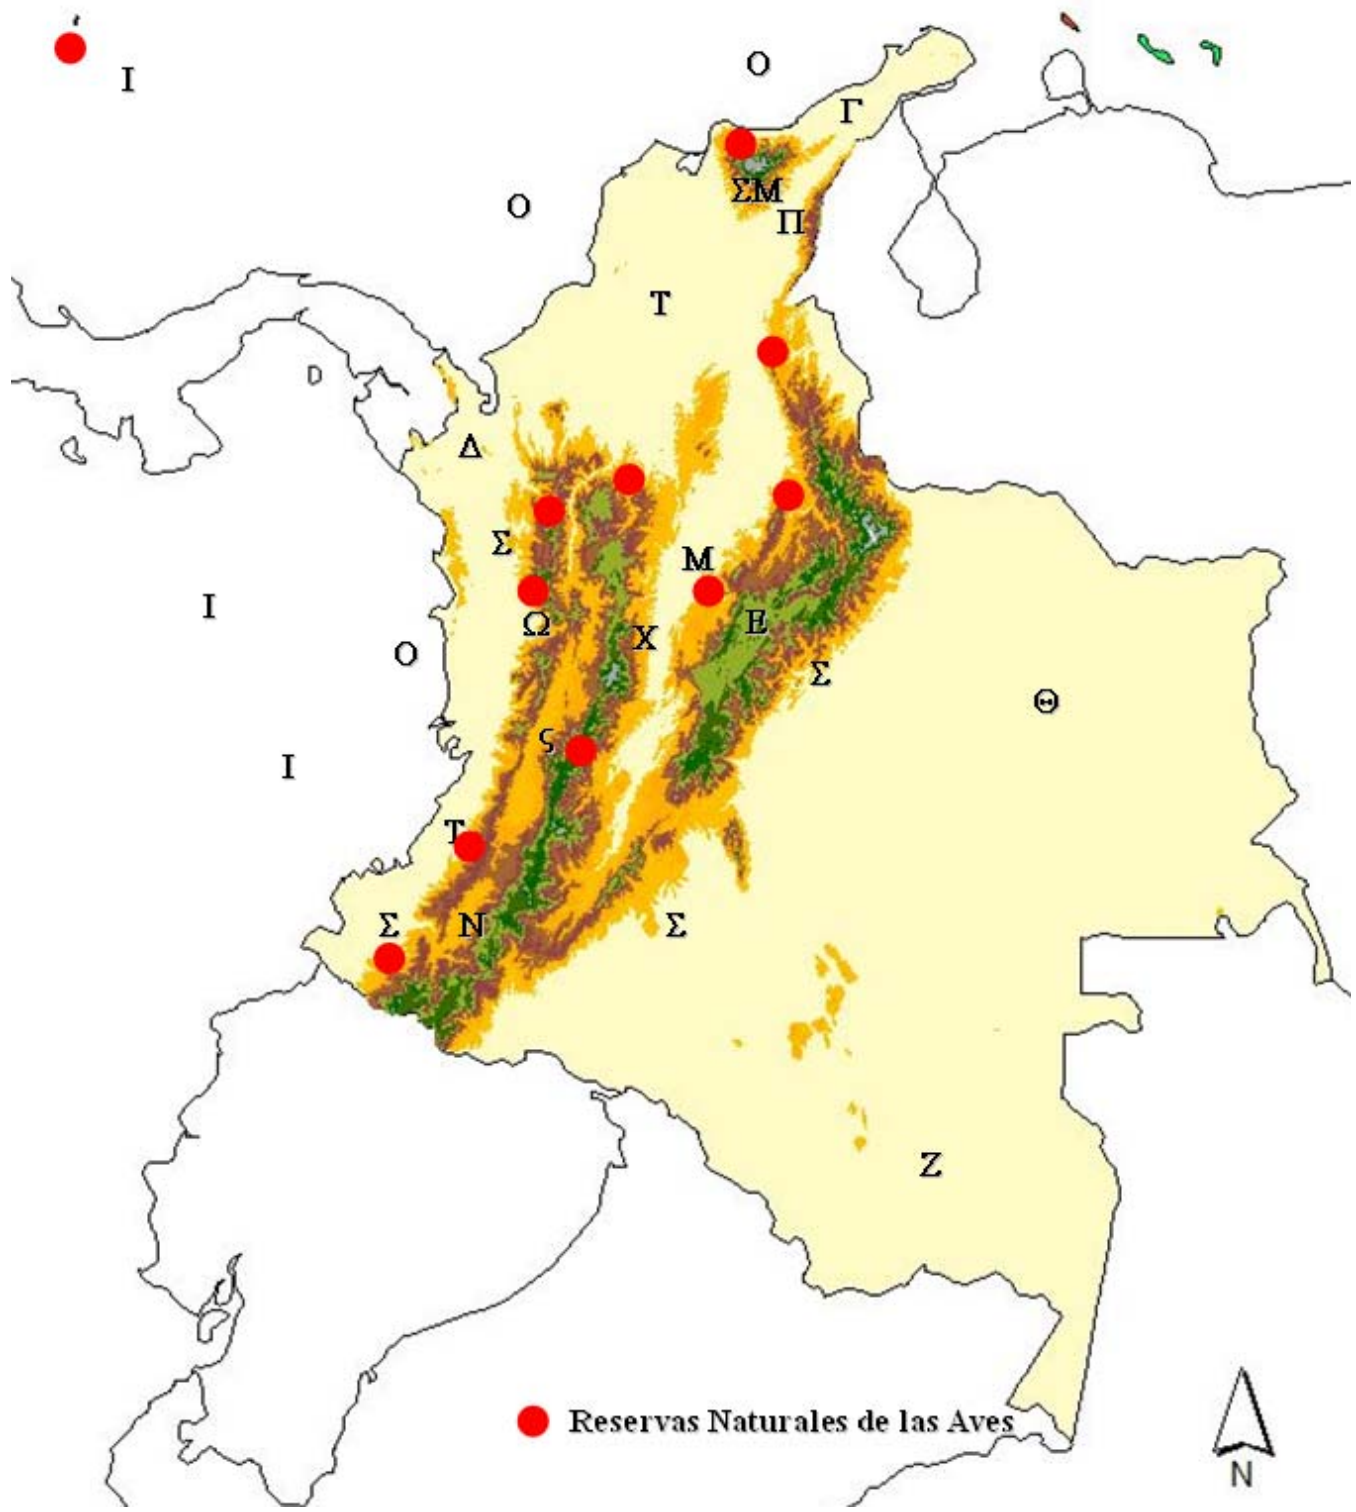 Ο
Ι
Γ
ΣΜ
Ο
Π
Τ
Δ
Σ
Μ
Ι
Ω
Ε
Χ
Ο
Σ
Θ
ς
Ι
Τ
Σ
Ν
Σ
Ζ
Reservas Naturales de las Aves
N